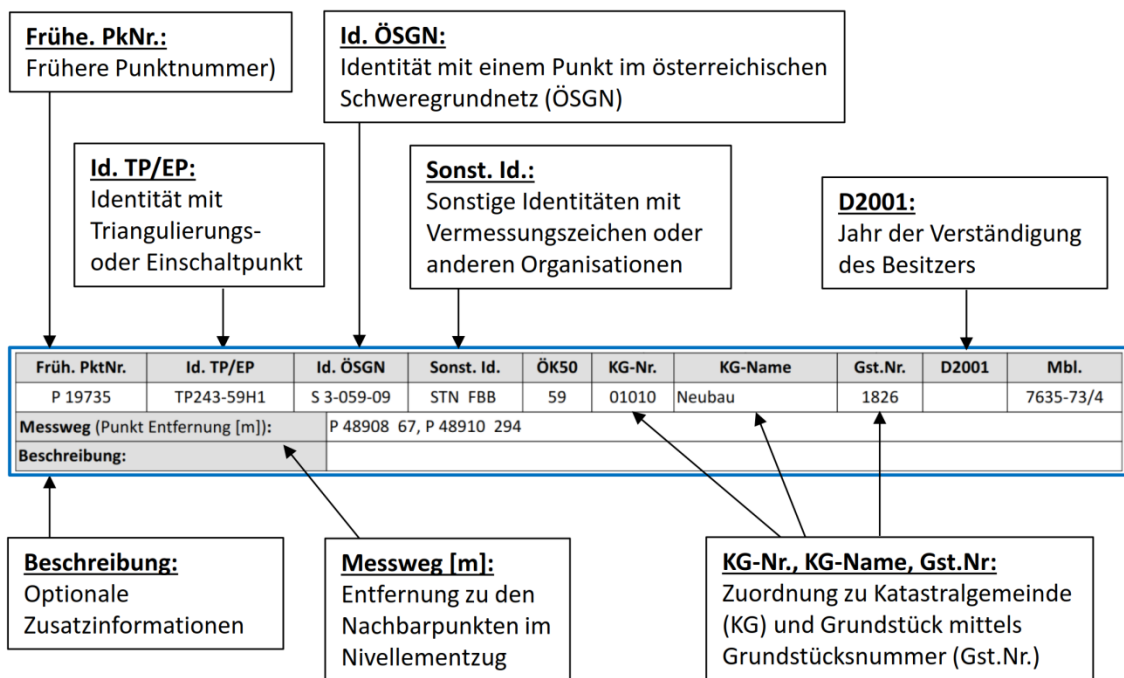 Frühe. PkNr.:
Frühere Punktnummer)
Id. ÖSGN:
Identität mit einem Punkt im österreichischen
Schweregrundnetz (ÖSGN)
Id. TP/EP:
Identität mit
Triangulierungs-
oder Einschaltpunkt
Sonst. Id.:
Sonstige Identitäten mit
Vermessungszeichen oder
anderen Organisationen
D2001:
Jahr der Verständigung
des Besitzers
Früh. PktNr. Id. TP/EP Id. ÖSGN Sonst. Id. ÖK50 KG-Nr. KG-Name Gst.Nr. D2001 Mbl.
P 19735 TP243-59H1 S 3-059-09 STN FBB 59 01010 Neubau 1826 7635-73/4
Messweg (Punkt Entfernung [m]): P 48908 67, P 48910 294
Beschreibung:
Beschreibung:
Optionale
Zusatzinformationen
Messweg [m]:
Entfernung zu den
Nachbarpunkten im
Nivellementzug
KG-Nr., KG-Name, Gst.Nr:
Zuordnung zu Katastralgemeinde
(KG) und Grundstück mittels
Grundstücksnummer (Gst.Nr.)